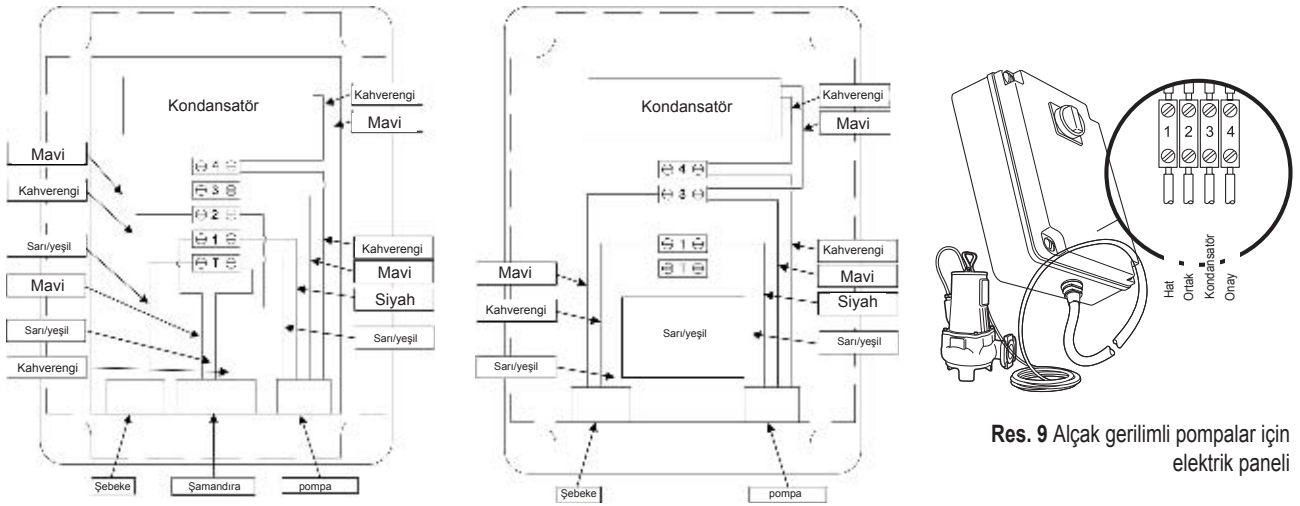 Kondansatör
Kahverengi
Mavi
Mavi
Kahverengi
Sarı/yeşil
Mavi
Sarı/yeşil
Kahverengi
4
3
2
1
T
Kahverengi
Mavi
Siyah
Sarı/yeşil
Şebeke
Şamandıra
pompa
Kondansatör
Kahverengi
Mavi
4
3
1
Mavi
Kahverengi
Sarı/yeşil
Sarı/yeşil
Kahverengi
Mavi
Siyah
Sarı/yeşil
Şebeke
pompa
1 2 3 4
Hat
Ortak
Kondansatör
Onay
Res. 9 Alçak gerilimli pompalar için
elektrik paneli